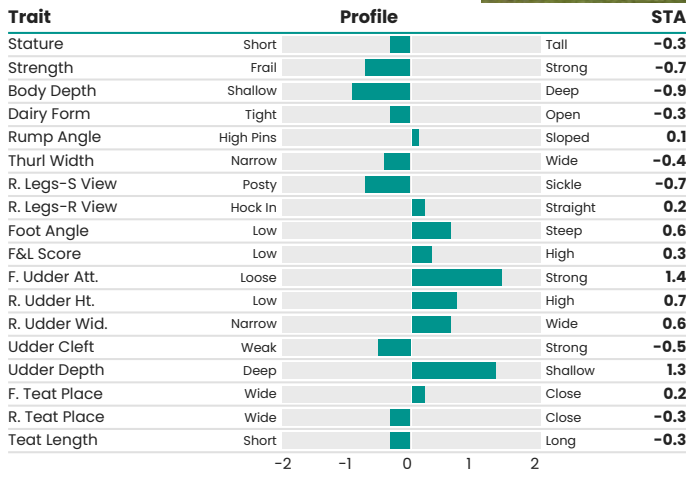 Trait Profile STA
Stature Short Tall -0.3
Strength Frail Strong -0.7
Body Depth Shallow Deep -0.9
Dairy Form Tight Open -0.3
Rump Angle High Pins Sloped 0.1
Thurl Width Narrow Wide -0.4
R. Legs-S View Posty Sickle -0.7
R. Legs-R View Hock In Straight 0.2
Foot Angle Low Steep 0.6
F&L Score Low High 0.3
F. Udder Att. Loose Strong 1.4
R. Udder Ht. Low High 0.7
R. Udder Wid. Narrow Wide 0.6
Udder Cleft Weak Strong -0.5
Udder Depth Deep Shallow 1.3
F. Teat Place Wide Close 0.2
R. Teat Place Wide Close -0.3
Teat Length Short Long -0.3
-2 -1 0 1 2